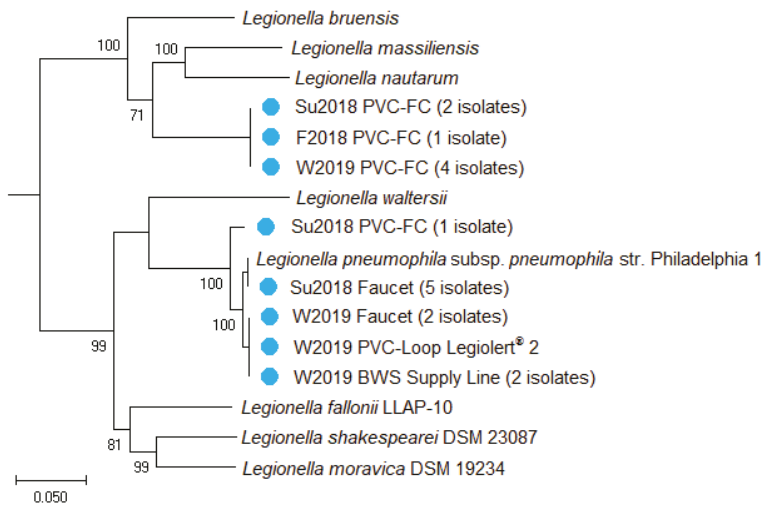 Legionella bruensis
100
100
Legionella massiliensis
Legionella nautarum
71
Su2018 PVC-FC (2 isolates)
F2018 PVC-FC (1 isolate)
W2019 PVC-FC (4 isolates)
Legionella waltersii
Su2018 PVC-FC (1 isolate)
Legionella pneumophila subsp. pneumophila str. Philadelphia 1
100
Su2018 Faucet (5 isolates)
100
W2019 Faucet (2 isolates)
99
W2019 PVC-Loop Legiolert® 2
W2019 BWS Supply Line (2 isolates)
Legionella fallonii LLAP-10
81
Legionella shakespearei DSM 23087
99
Legionella moravica DSM 19234
0.050